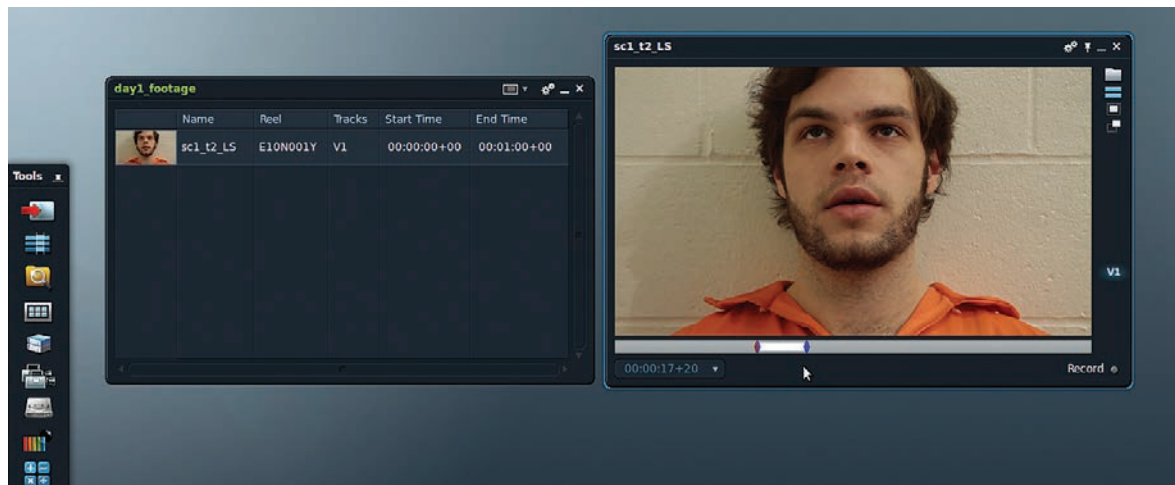 sc1_t2_LS
day1_footage
Name Reel Tracks Start Time End Time
sc1_t2_LS E10N001Y V1 00:00:00+00 00:01:00+00
Tools
V1
00:00:17+20
Record